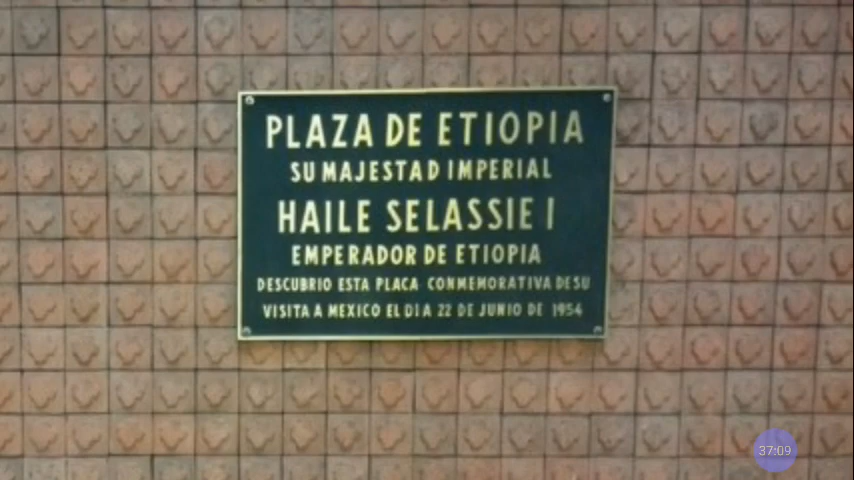 PLAZA DE ETIOPIA
SU MAJESTAD IMPERIAL
HAILE SELASSIE I
EMPERADOR DE ETIOPIA
DESCUBRIO ESTA PLACA CONMEMORATIVA DE SU
VISITA A MEXICO EL DIA 22 DE JUNIO DE 1954
37:09